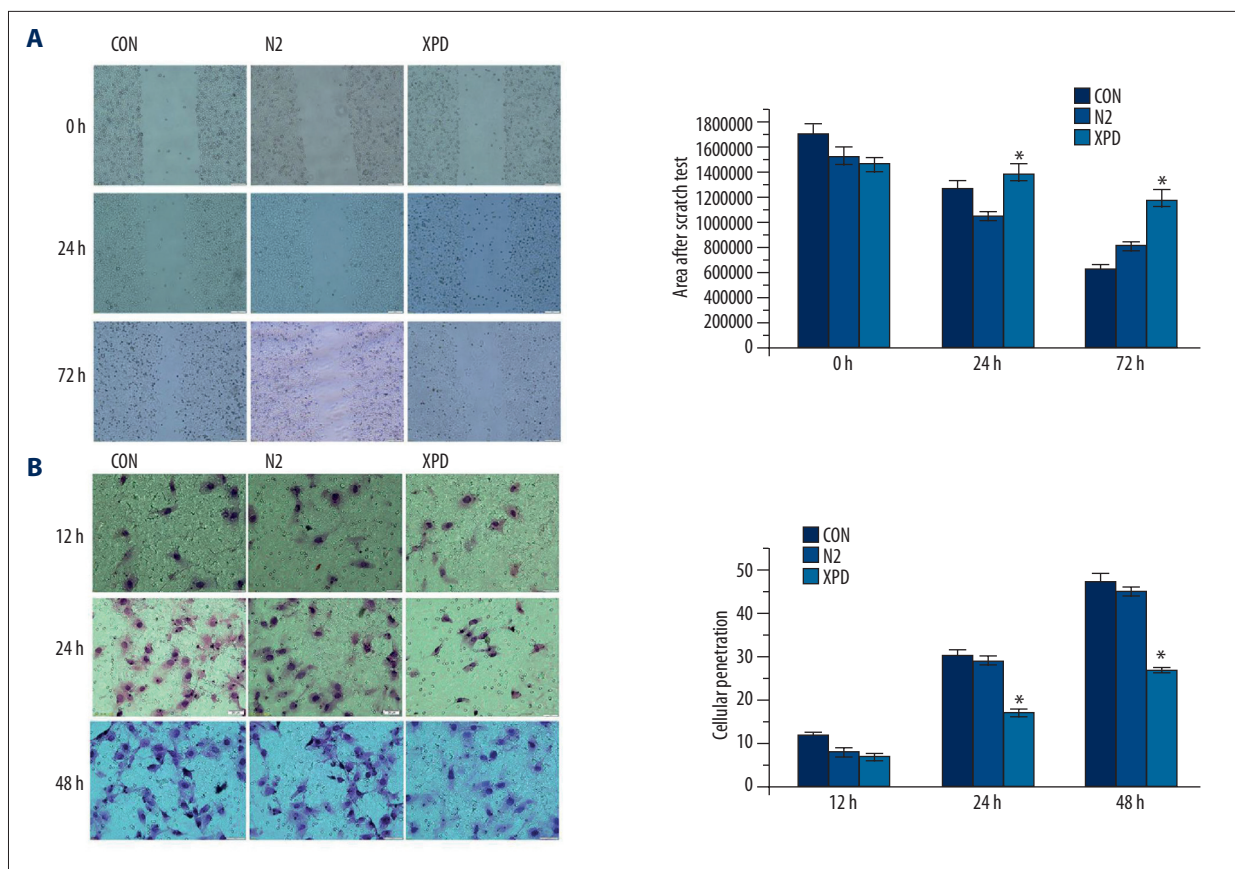 A
CON N2 XPD
0 h
24 h
72 h
CON
N2
XPD
Area after scratch test
1800000
1600000
1400000
1200000
1000000
800000
600000
400000
200000
0
* *
0 h 24 h 72 h
B
CON N2 XPD
12 h
24 h
48 h
CON
N2
XPD
Cellular penetration
50
40
30
20
10
0
* *
12 h 24 h 48 h